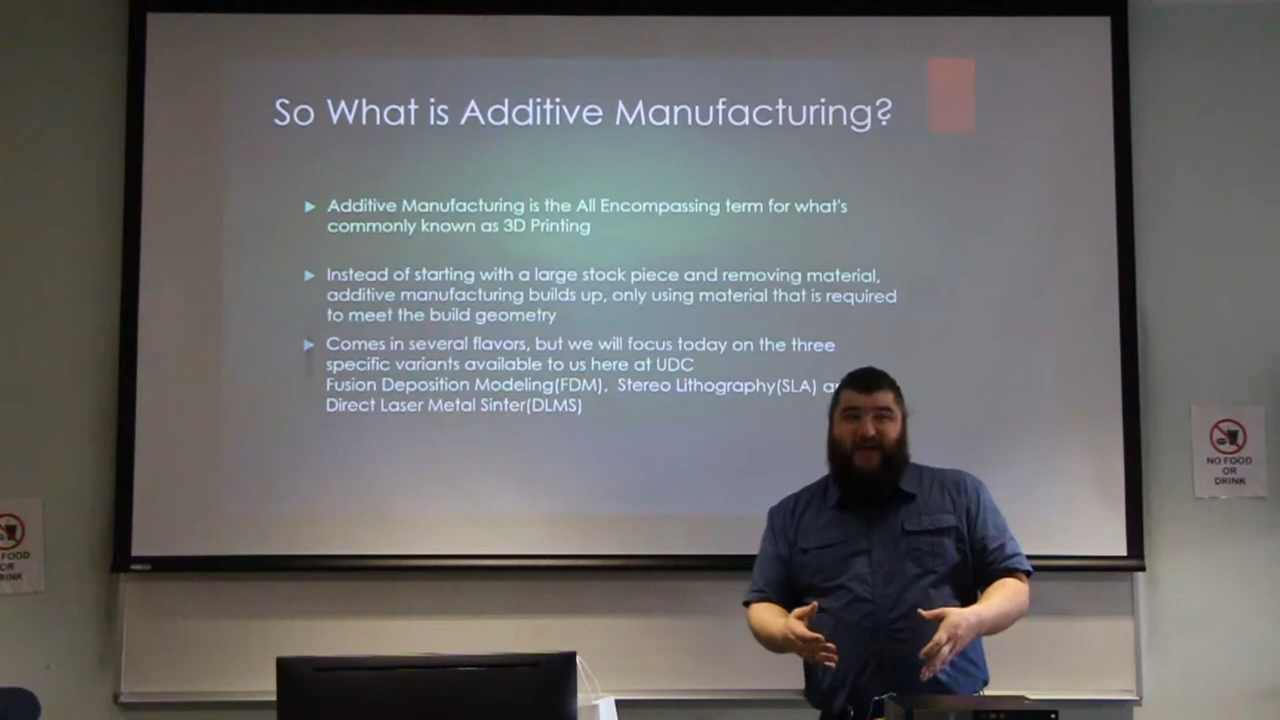 So What is Additive Manufacturing?
Additive Manufacturing is the All Encompassing term for what's
commonly known as 3D Printing
Instead of starting with a large stock piece and removing material,
additive manufacturing builds up, only using material that is required
to meet the build geometry
Comes in several flavors, but we will focus today on the three
specific variants available to us here at UDC
Fusion Deposition Modeling(FDM), Stereo Lithography(SLA) a
Direct Laser Metal Sinter(DLMS)
NO FOOD
OR
DRINK
FOOD
OR
RINK